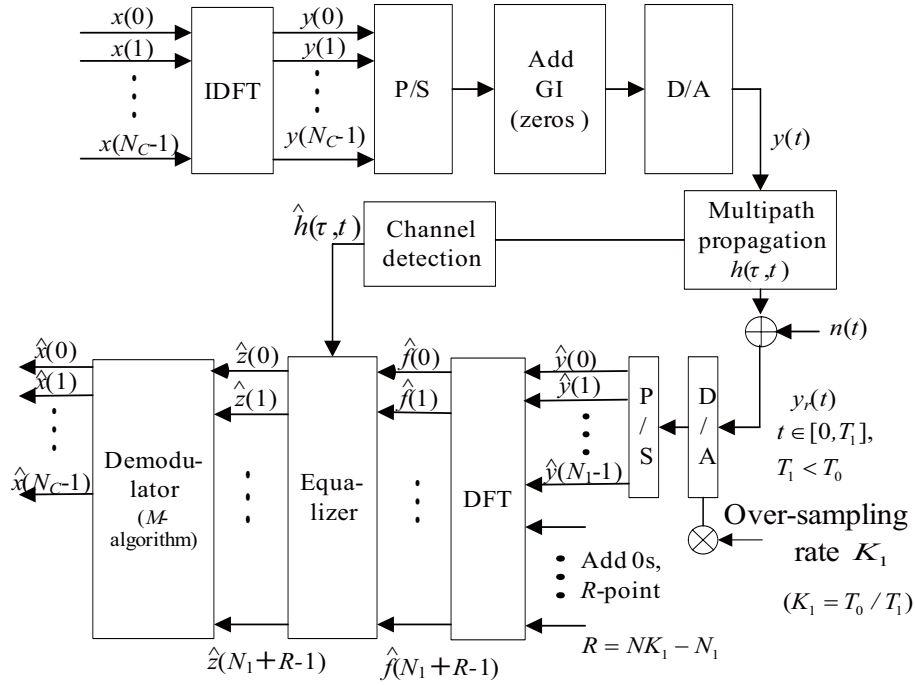 x(0)
x(1)
x(N_C-1)
IDFT
y(0)
y(1)
y(N_C-1)
P/S
Add
GI
(zeros )
D/A
y(t)
Multipath
propagation
h(τ,t)
Channel
detection
ĥ(τ,t)
n(t)
y_r(t)
t ∈ [0, T_1],
T_1 < T_0
D
/
A
Over-sampling
rate K_1
(K_1 = T_0 / T_1)
P
/
S
ŷ(0)
ŷ(1)
ŷ(N_1-1)
Add 0s,
R-point
R = NK_1 − N_1
DFT
f̂(0)
f̂(1)
f̂(N_1+R-1)
Equa-
lizer
ẑ(0)
ẑ(1)
ẑ(N_1+R-1)
Demodu-
lator
(M-
algorithm)
x̂(0)
x̂(1)
x̂(N_C-1)